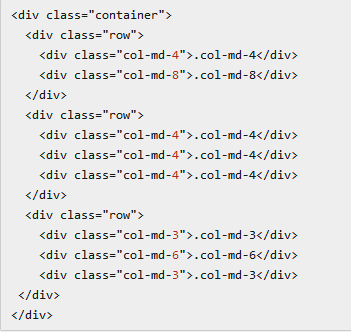 <div class="container">
  <div class="row">
    <div class="col-md-4">.col-md-4</div>
    <div class="col-md-8">.col-md-8</div>
  </div>
  <div class="row">
    <div class="col-md-4">.col-md-4</div>
    <div class="col-md-4">.col-md-4</div>
    <div class="col-md-4">.col-md-4</div>
  </div>
  <div class="row">
    <div class="col-md-3">.col-md-3</div>
    <div class="col-md-6">.col-md-6</div>
    <div class="col-md-3">.col-md-3</div>
 </div>
</div>